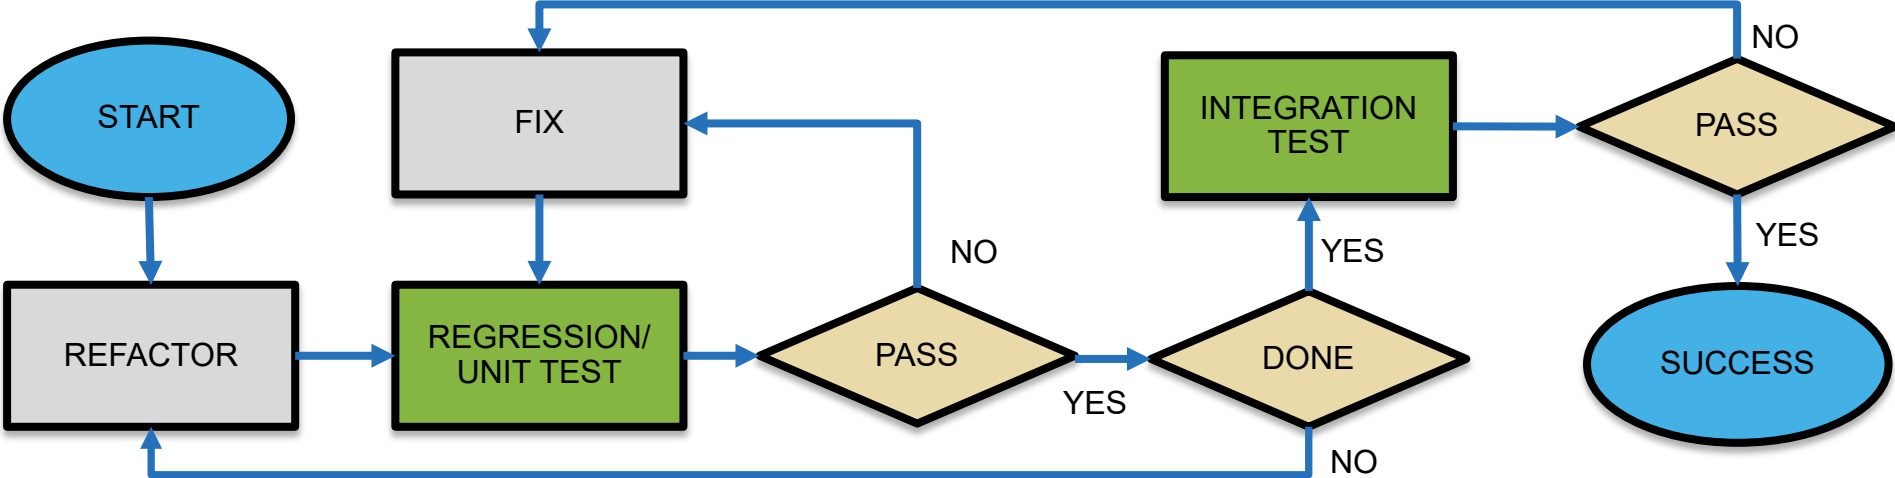 START
FIX
INTEGRATION
TEST
PASS
NO
NO
YES
YES
REFACTOR
REGRESSION/
UNIT TEST
PASS
YES
DONE
NO
SUCCESS